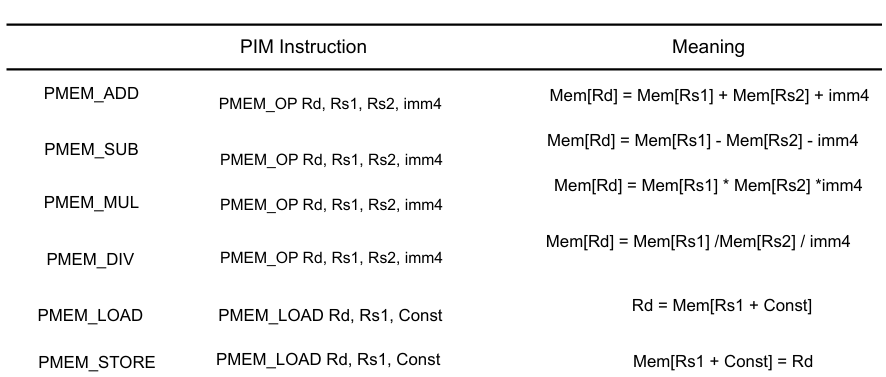 PIM Instruction Meaning
PMEM_ADD PMEM_OP Rd, Rs1, Rs2, imm4 Mem[Rd] = Mem[Rs1] + Mem[Rs2] + imm4
PMEM_SUB PMEM_OP Rd, Rs1, Rs2, imm4 Mem[Rd] = Mem[Rs1] - Mem[Rs2] - imm4
PMEM_MUL PMEM_OP Rd, Rs1, Rs2, imm4 Mem[Rd] = Mem[Rs1] * Mem[Rs2] *imm4
PMEM_DIV PMEM_OP Rd, Rs1, Rs2, imm4 Mem[Rd] = Mem[Rs1] /Mem[Rs2] / imm4
PMEM_LOAD PMEM_LOAD Rd, Rs1, Const Rd = Mem[Rs1 + Const]
PMEM_STORE PMEM_LOAD Rd, Rs1, Const Mem[Rs1 + Const] = Rd